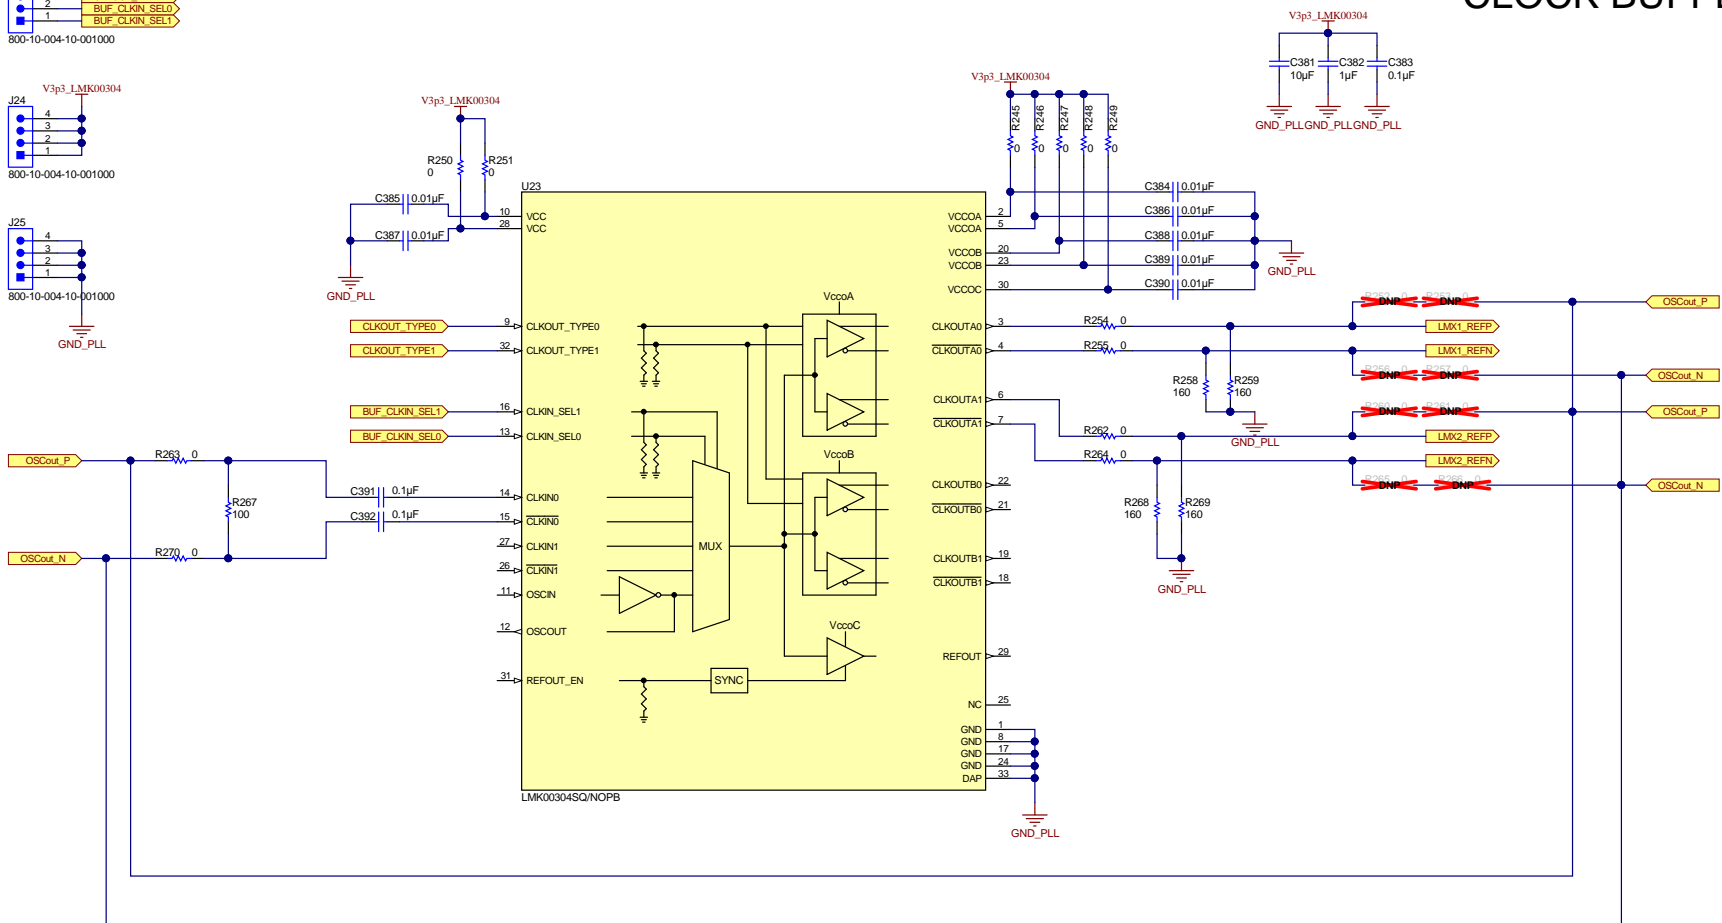 CLOCK BUFF
2 BUF_CLKIN_SEL0
1 BUF_CLKIN_SEL1
800-10-004-10-001000
V3p3_LMK00304
C381 10µF
C382 1µF
C383 0.1µF
GND_PLL GND_PLL GND_PLL
J24
V3p3_LMK00304
4
3
2
1
800-10-004-10-001000
J25
4
3
2
1
800-10-004-10-001000
GND_PLL
V3p3_LMK00304
R250 0
R251 0
C385 0.01µF
C387 0.01µF
GND_PLL
V3p3_LMK00304
R245 0
R246 0
R247 0
R248 0
R249 0
C384 0.01µF
C386 0.01µF
C388 0.01µF
C389 0.01µF
C390 0.01µF
GND_PLL
U23
10 VCC
28 VCC
CLKOUT_TYPE0 9 CLKOUT_TYPE0
CLKOUT_TYPE1 32 CLKOUT_TYPE1
BUF_CLKIN_SEL1 16 CLKIN_SEL1
BUF_CLKIN_SEL0 13 CLKIN_SEL0
OSCout_P R263 0
R267 100
OSCout_N R270 0
C391 0.1µF 14 CLKIN0
C392 0.1µF 15 CLKIN0
27 CLKIN1
26 CLKIN1
11 OSCIN
12 OSCOUT
31 REFOUT_EN
VccoA
VccoB
MUX
VccoC
SYNC
VCCOA 2
VCCOA 5
VCCOB 20
VCCOB 23
VCCOC 30
CLKOUTA0 3
CLKOUTA0 4
CLKOUTA1 6
CLKOUTA1 7
CLKOUTB0 22
CLKOUTB0 21
CLKOUTB1 19
CLKOUTB1 18
REFOUT 29
NC 25
GND 1
GND 8
GND 17
GND 24
DAP 33
GND_PLL
LMK00304SQ/NOPB
DNP DNP OSCout_P
R254 0 LMX1_REFP
R255 0 LMX1_REFN
R256 0 DNP R257 0 DNP OSCout_N
R258 160
R259 160
GND_PLL
DNP DNP OSCout_P
R262 0 LMX2_REFP
R264 0 LMX2_REFN
DNP DNP OSCout_N
R268 160
R269 160
GND_PLL